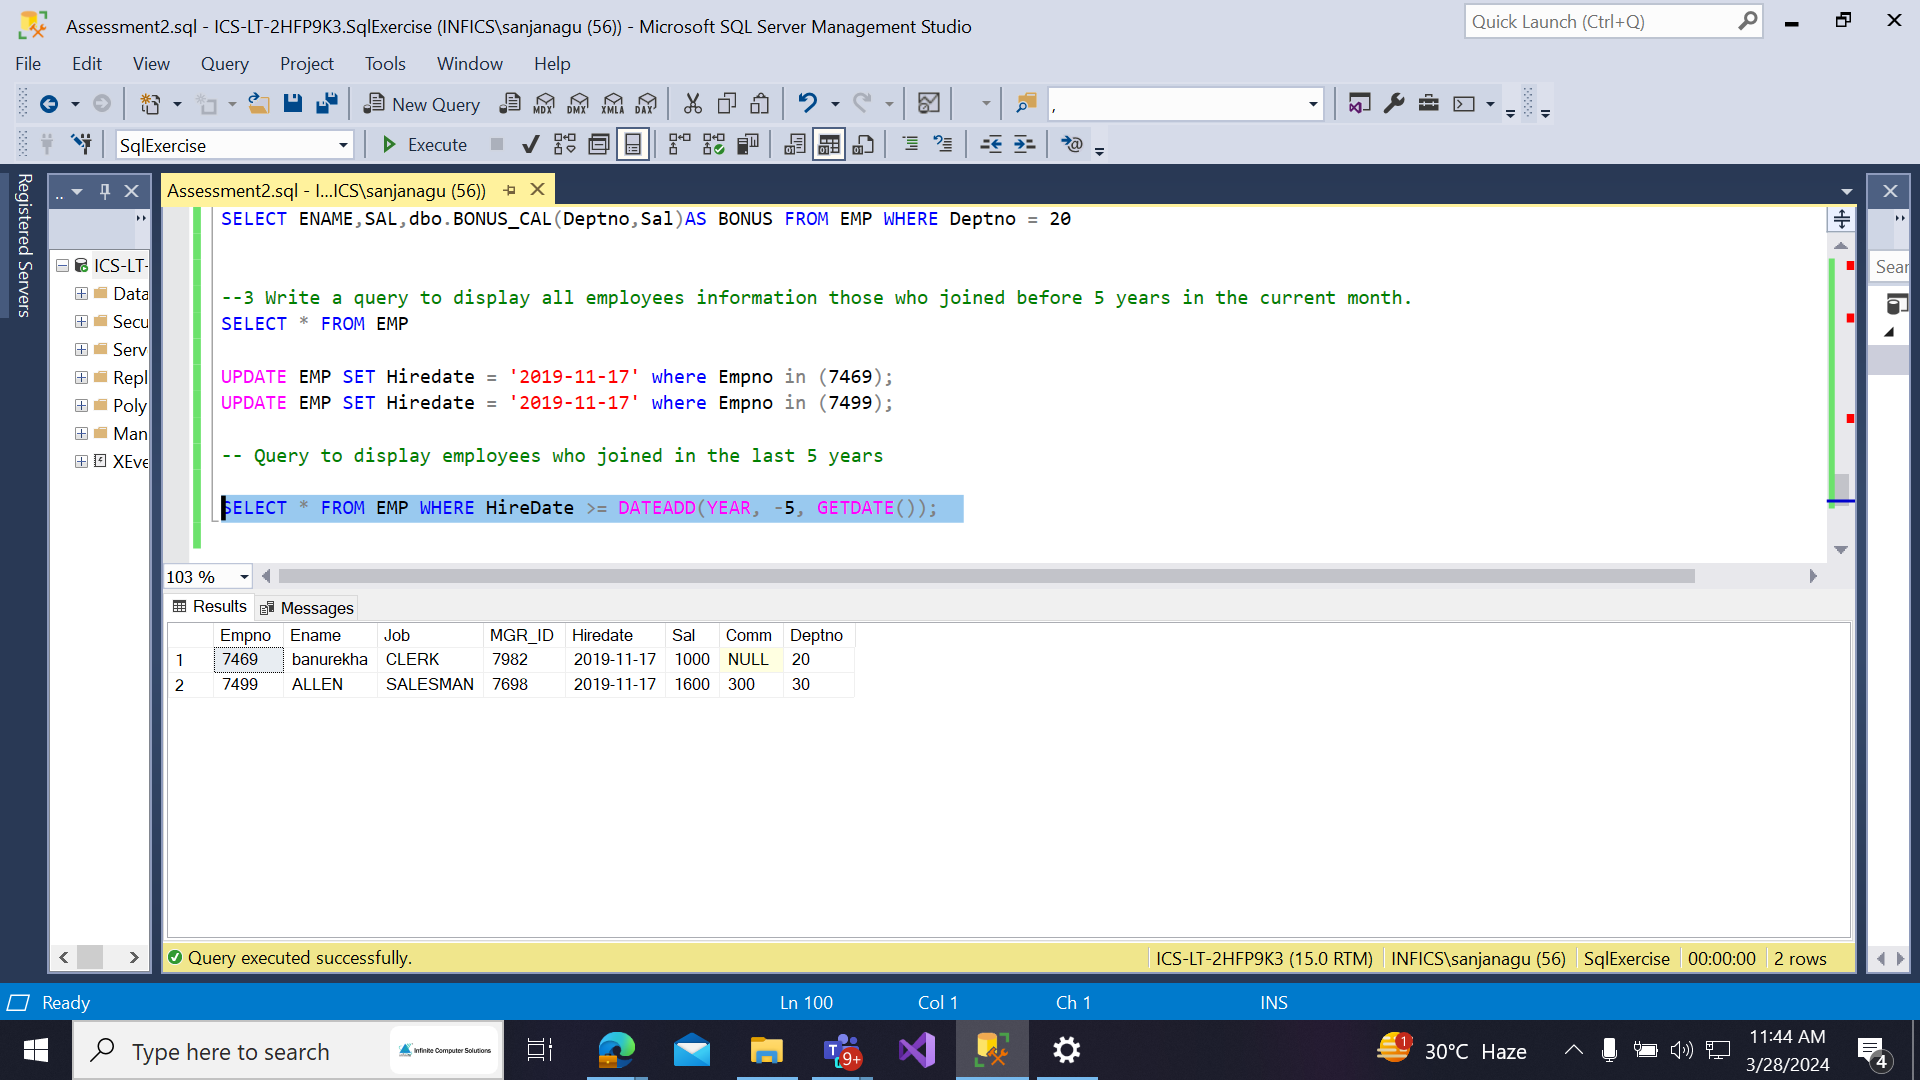 Assessment2.sql - ICS-LT-2HFP9K3.SqlExercise (INFICS\sanjanagu (56)) - Microsoft SQL Server Management Studio
Quick Launch (Ctrl+Q)
File Edit View Query Project Tools Window Help
New Query MDX DMX XMLA DAX ,
SqlExercise Execute
Registered Servers
Assessment2.sql - I...ICS\sanjanagu (56))
SELECT ENAME,SAL,dbo.BONUS_CAL(Deptno,Sal)AS BONUS FROM EMP WHERE Deptno = 20
ICS-LT-
Data
Secu
Serv
Repl
Poly
Man
XEve
Sear
--3 Write a query to display all employees information those who joined before 5 years in the current month.
SELECT * FROM EMP
UPDATE EMP SET Hiredate = '2019-11-17' where Empno in (7469);
UPDATE EMP SET Hiredate = '2019-11-17' where Empno in (7499);
-- Query to display employees who joined in the last 5 years
SELECT * FROM EMP WHERE HireDate >= DATEADD(YEAR, -5, GETDATE());
103 %
Results Messages
Empno Ename Job MGR_ID Hiredate Sal Comm Deptno
1 7469 banurekha CLERK 7982 2019-11-17 1000 NULL 20
2 7499 ALLEN SALESMAN 7698 2019-11-17 1600 300 30
Query executed successfully. ICS-LT-2HFP9K3 (15.0 RTM) INFICS\sanjanagu (56) SqlExercise 00:00:00 2 rows
Ready Ln 100 Col 1 Ch 1 INS
Type here to search Infinite Computer Solutions 9+ 1 30°C Haze 11:44 AM
3/28/2024 4